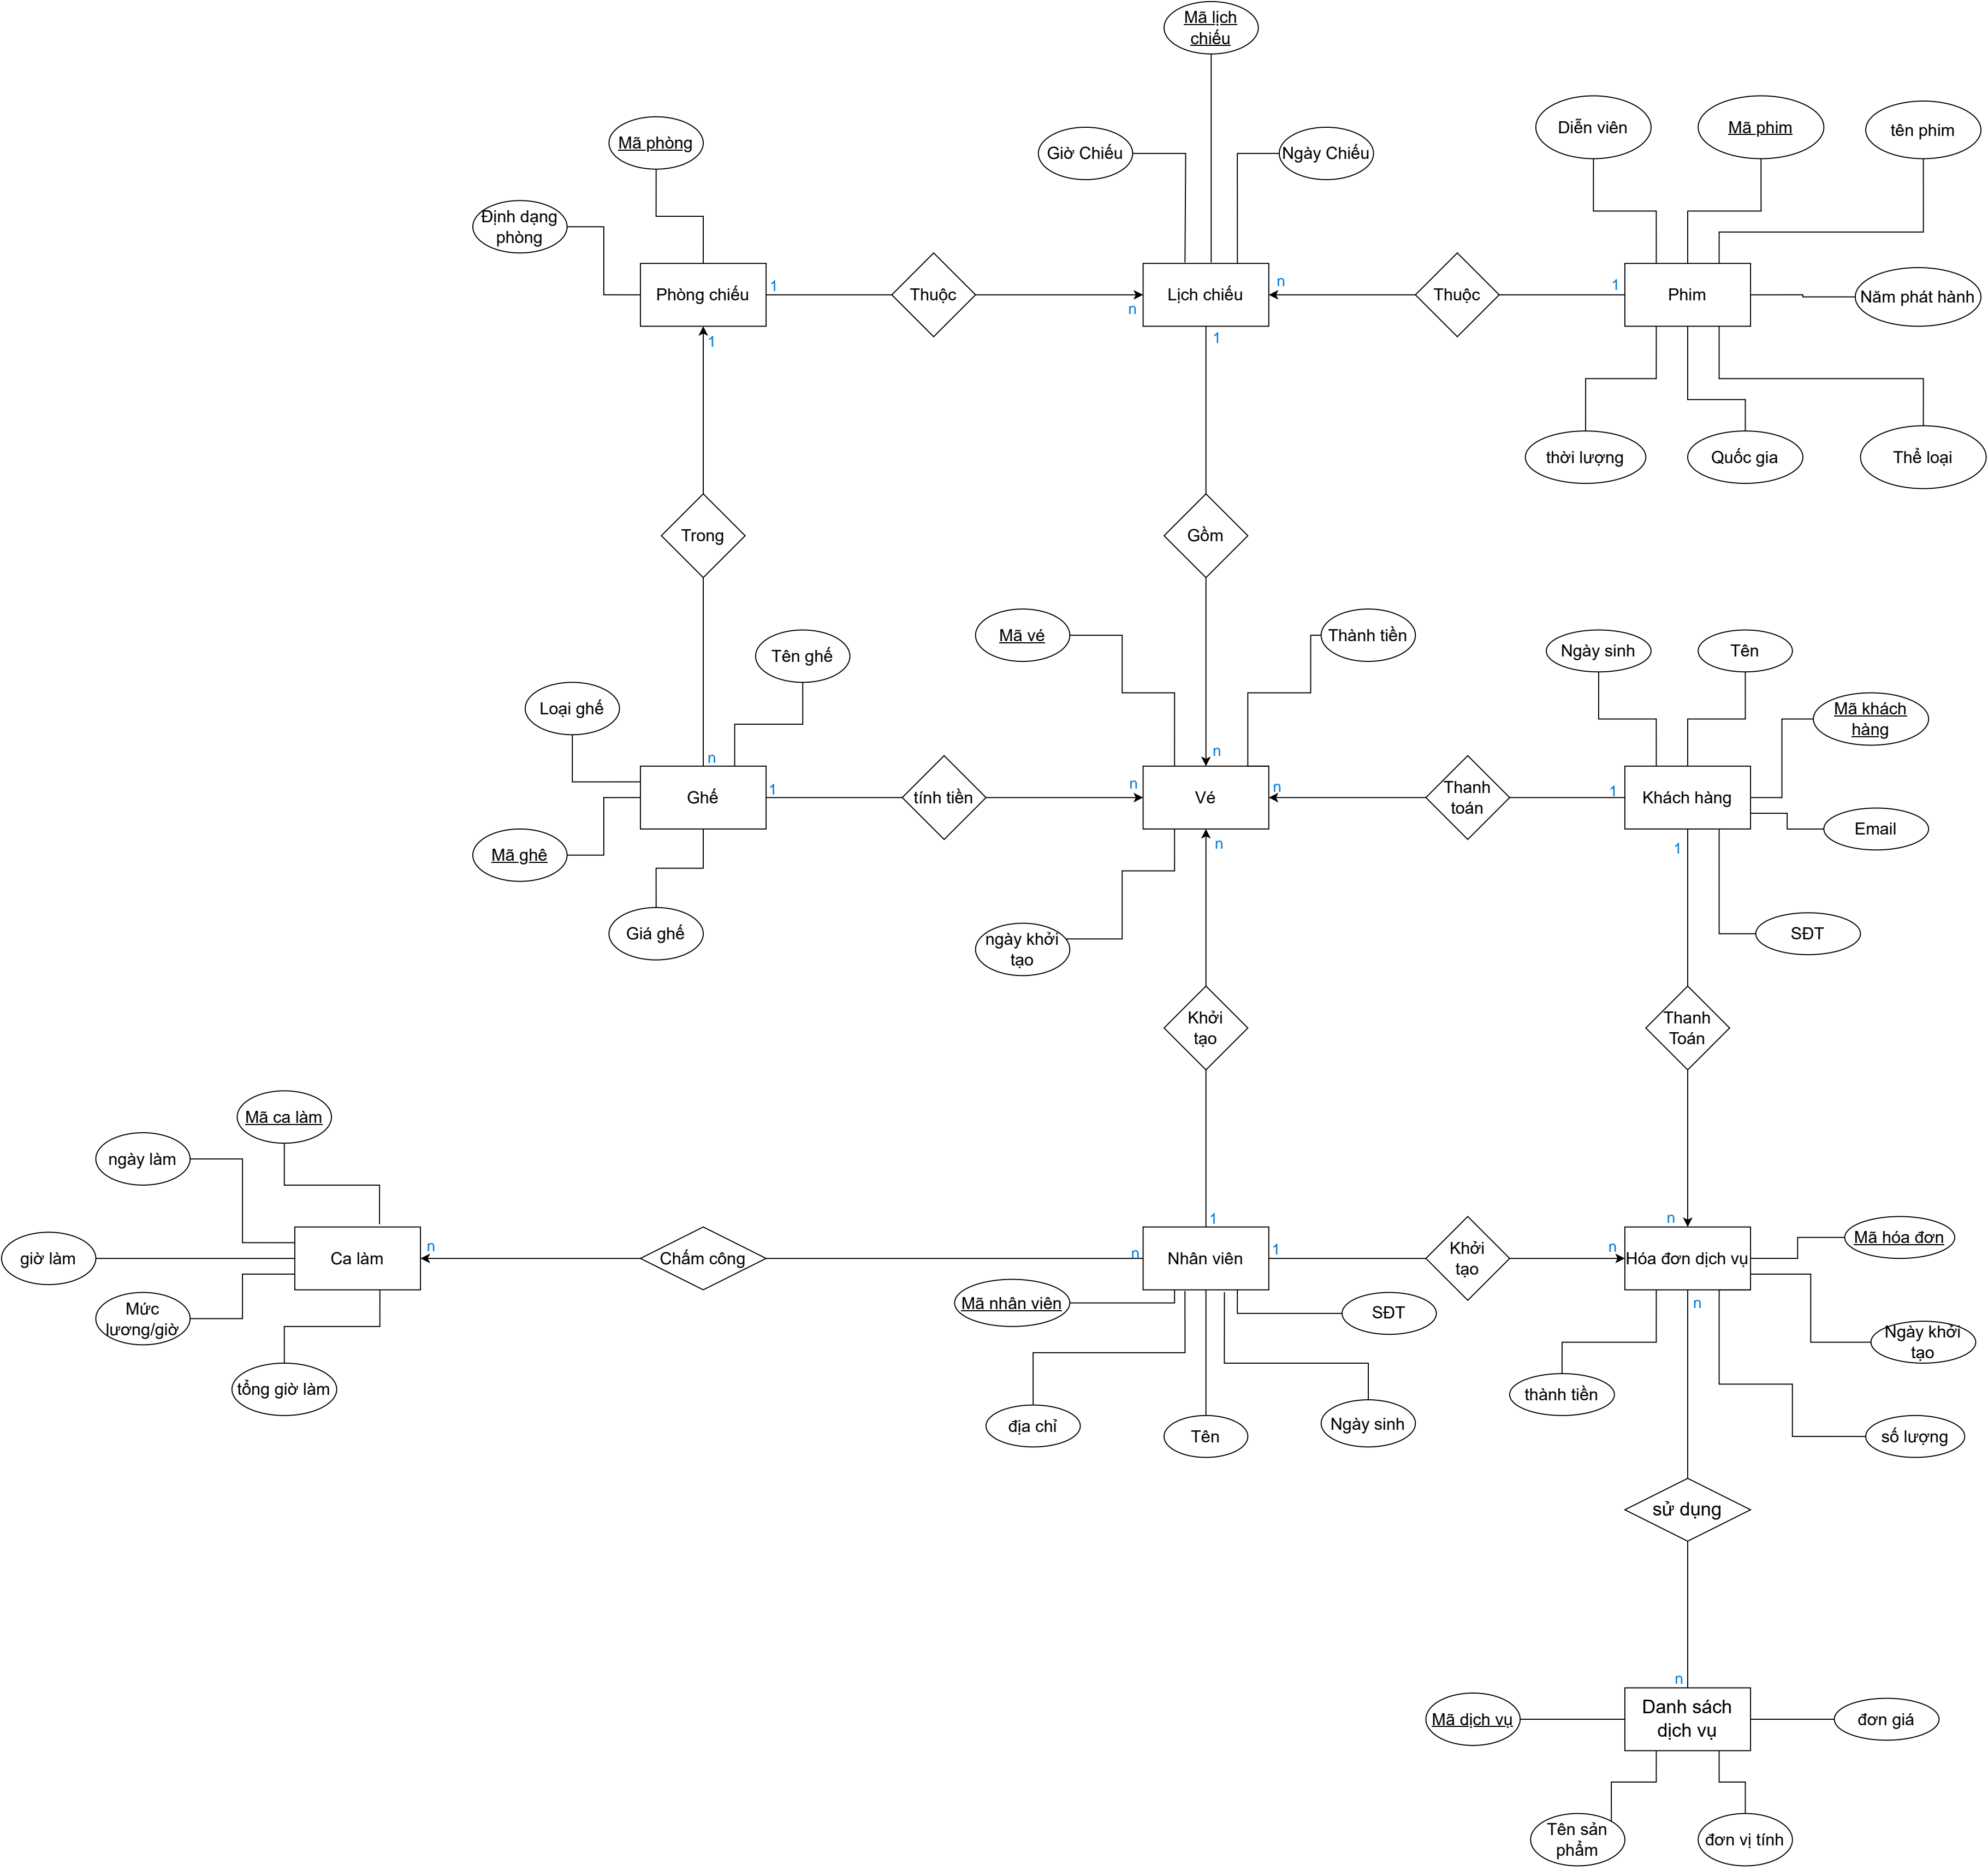 Mã lịch
chiếu
Diễn viên
Mã phim
tên phim
Mã phòng
Giờ Chiếu
Ngày Chiếu
Định dạng
phòng
Phòng chiếu
1
Thuộc
n
Lịch chiếu
n
Thuộc
1
Phim
Năm phát hành
1
1
thời lượng
Quốc gia
Thể loại
Trong
Gồm
Mã vé
Thành tiền
Tên ghế
Ngày sinh
Tên
Loại ghế
Mã khách
hàng
n
n
Ghế
1
tính tiền
n
Vé
n
Thanh
toán
1
Khách hàng
Email
Mã ghê
n
1
Giá ghế
ngày khởi
tạo
SĐT
Khởi
tạo
Thanh
Toán
Mã ca làm
ngày làm
1
n
giờ làm
Ca làm
n
Chấm công
n
Nhân viên
1
Khởi
tạo
n
Hóa đơn dịch vụ
Mã hóa đơn
Mức
lương/giờ
Mã nhân viên
SĐT
n
Ngày khởi
tạo
tổng giờ làm
địa chỉ
Tên
Ngày sinh
thành tiền
số lượng
sử dụng
n
Mã dịch vụ
Danh sách
dịch vụ
đơn giá
Tên sản
phẩm
đơn vị tính